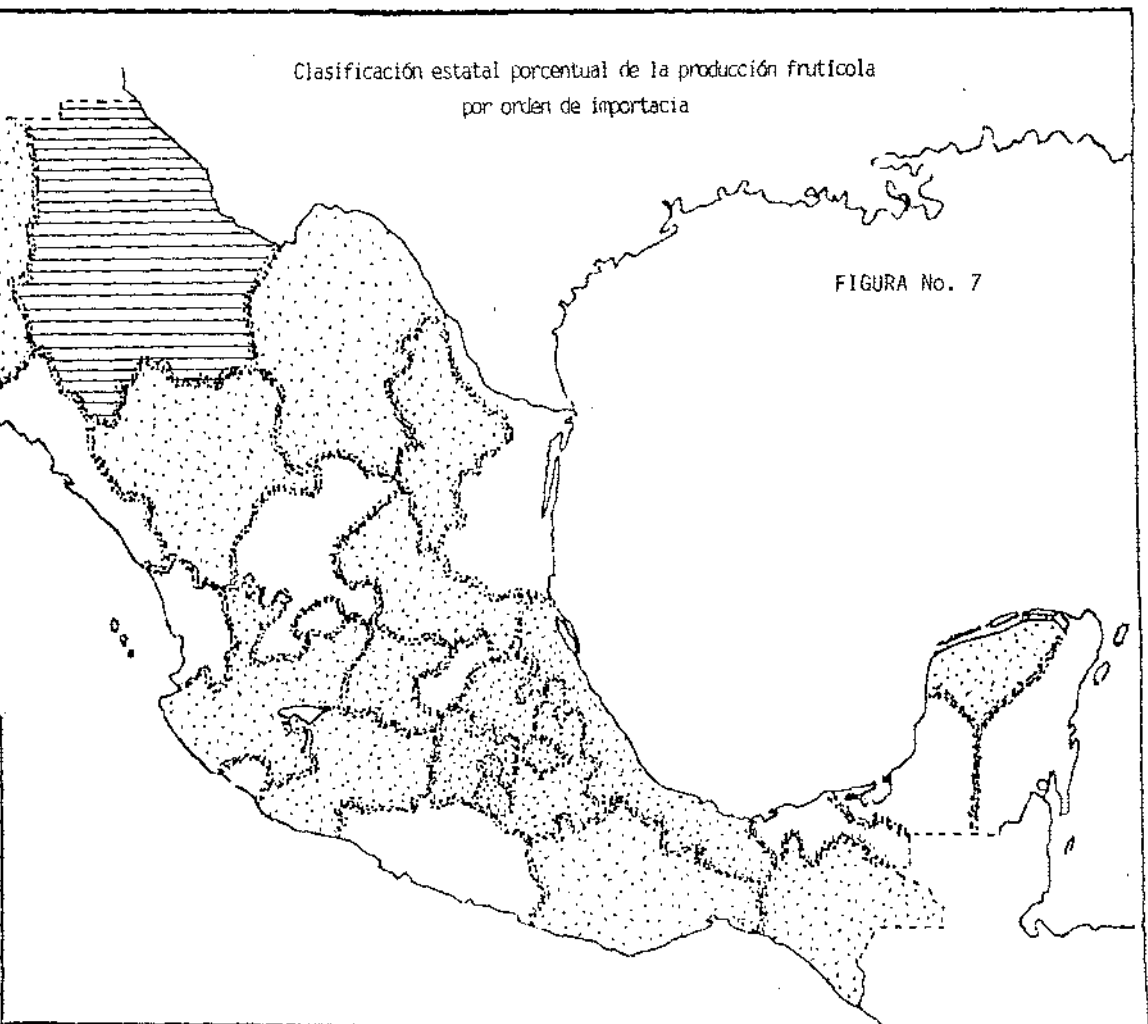 Clasificación estatal porcentual de la producción frutícola
por orden de importacia
FIGURA No. 7